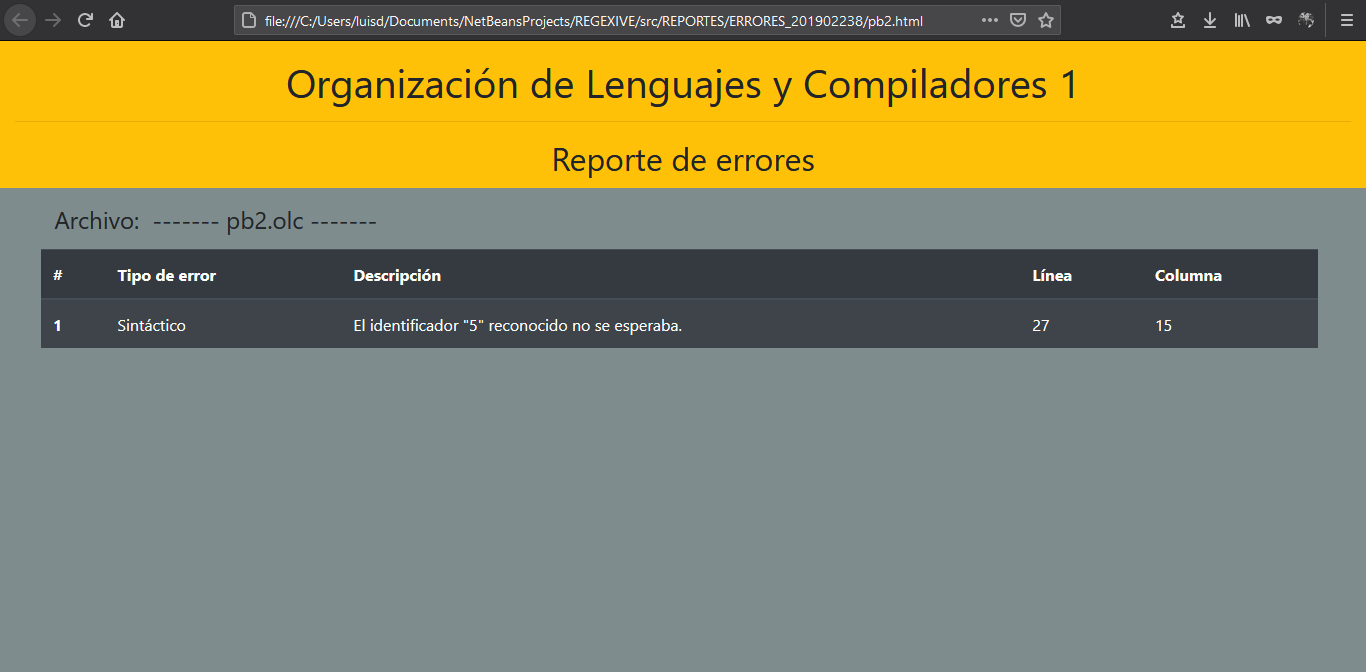 file:///C:/Users/luisd/Documents/NetBeansProjects/REGEXIVE/src/REPORTES/ERRORES_201902238/pb2.html
Organización de Lenguajes y Compiladores 1
Reporte de errores
Archivo: ------- pb2.olc -------
# Tipo de error Descripción Línea Columna
1 Sintáctico El identificador "5" reconocido no se esperaba. 27 15